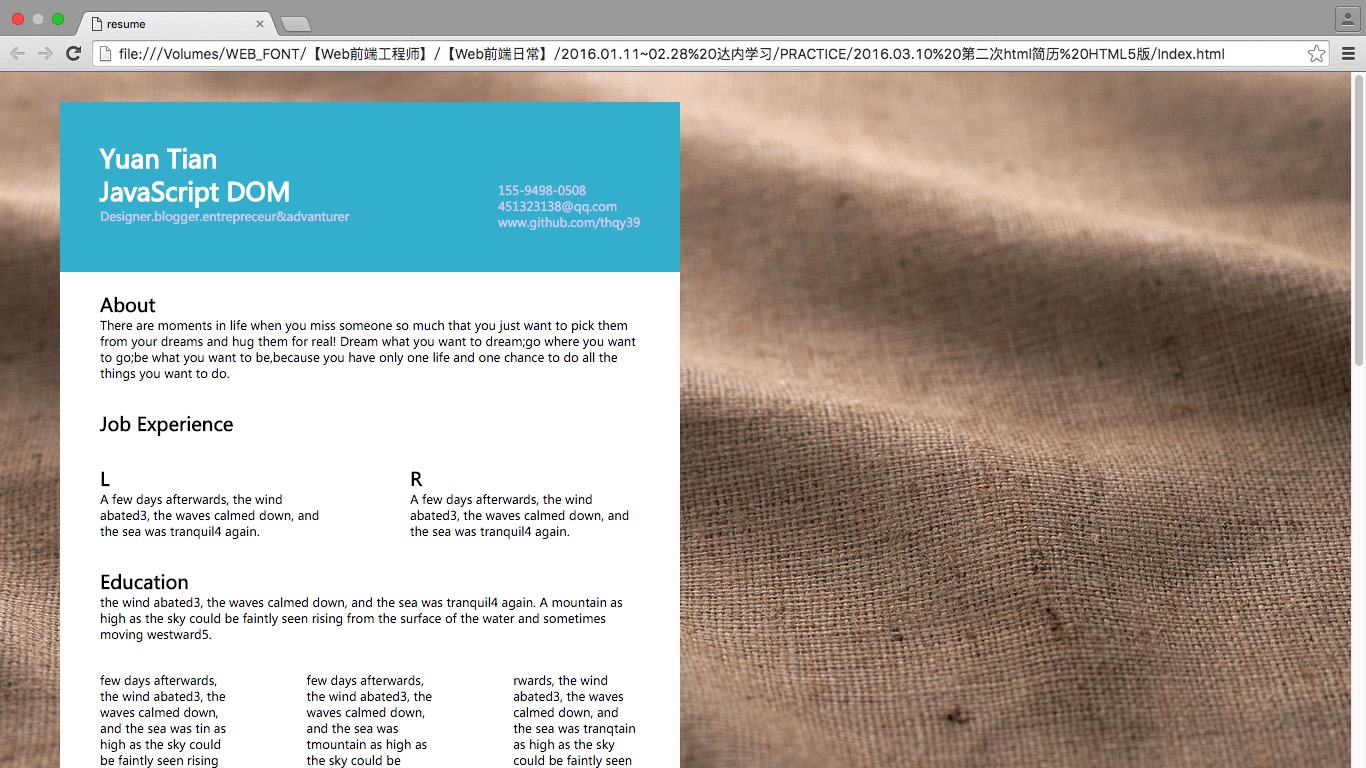 resume
file:///Volumes/WEB_FONT/【Web前端工程师】/【Web前端日常】/2016.01.11~02.28%20达内学习/PRACTICE/2016.03.10%20第二次html简历%20HTML5版/Index.html
Yuan Tian
JavaScript DOM
Designer.blogger.entrepreceur&advanturer
155-9498-0508
451323138@qq.com
www.github.com/thqy39
About
There are moments in life when you miss someone so much that you just want to pick them
from your dreams and hug them for real! Dream what you want to dream;go where you want
to go;be what you want to be,because you have only one life and one chance to do all the
things you want to do.
Job Experience
L
A few days afterwards, the wind
abated3, the waves calmed down, and
the sea was tranquil4 again.
R
A few days afterwards, the wind
abated3, the waves calmed down, and
the sea was tranquil4 again.
Education
the wind abated3, the waves calmed down, and the sea was tranquil4 again. A mountain as
high as the sky could be faintly seen rising from the surface of the water and sometimes
moving westward5.
few days afterwards,
the wind abated3, the
waves calmed down,
and the sea was tin as
high as the sky could
be faintly seen rising
few days afterwards,
the wind abated3, the
waves calmed down,
and the sea was
tmountain as high as
the sky could be
rwards, the wind
abated3, the waves
calmed down, and
the sea was tranqtain
as high as the sky
could be faintly seen